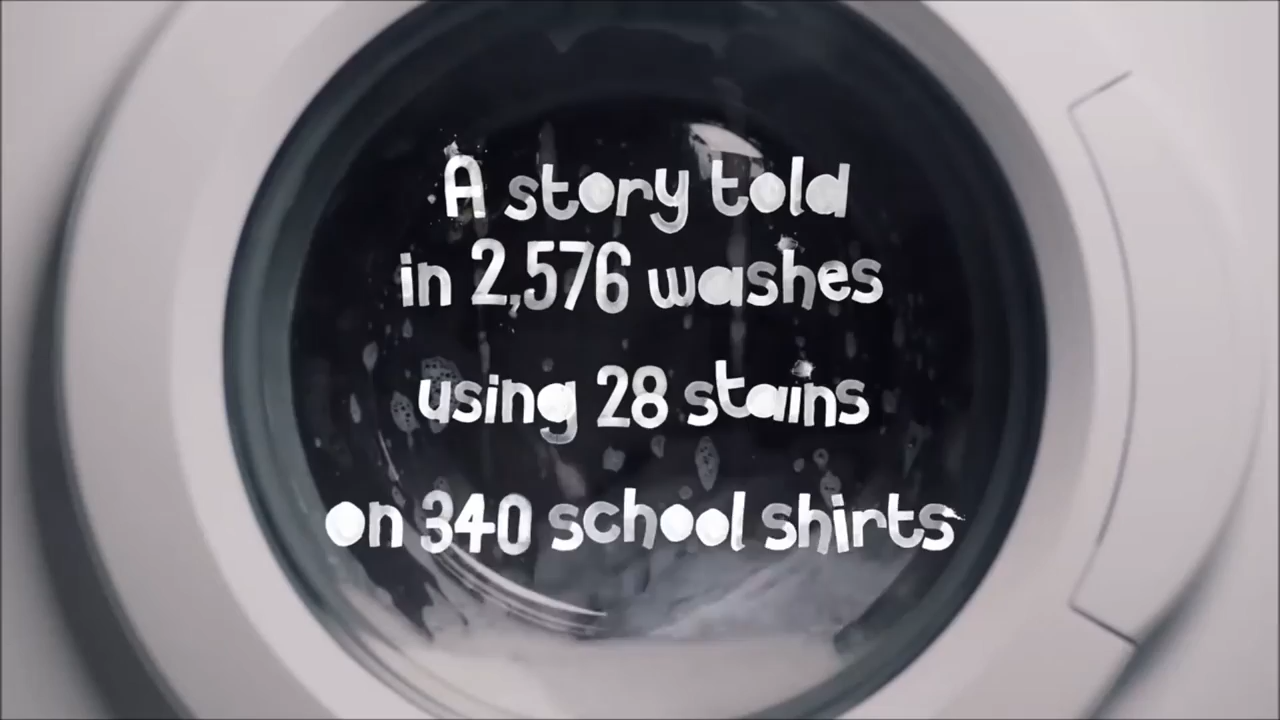 A story told
in 2,576 washes
using 28 stains
on 340 school shirts